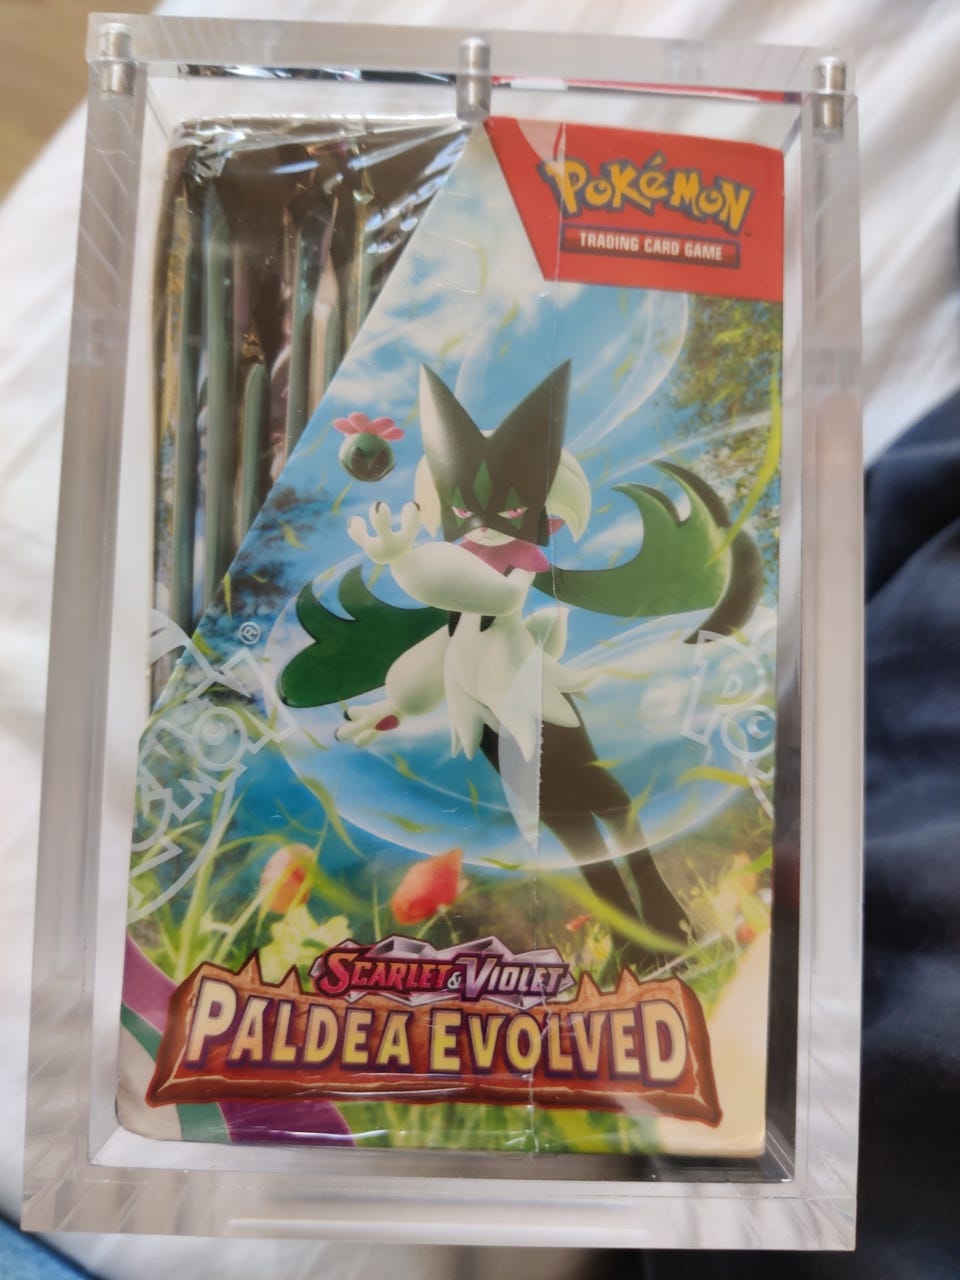 POKéMON
TRADING CARD GAME
®
SCARLET & VIOLET
PALDEA EVOLVED